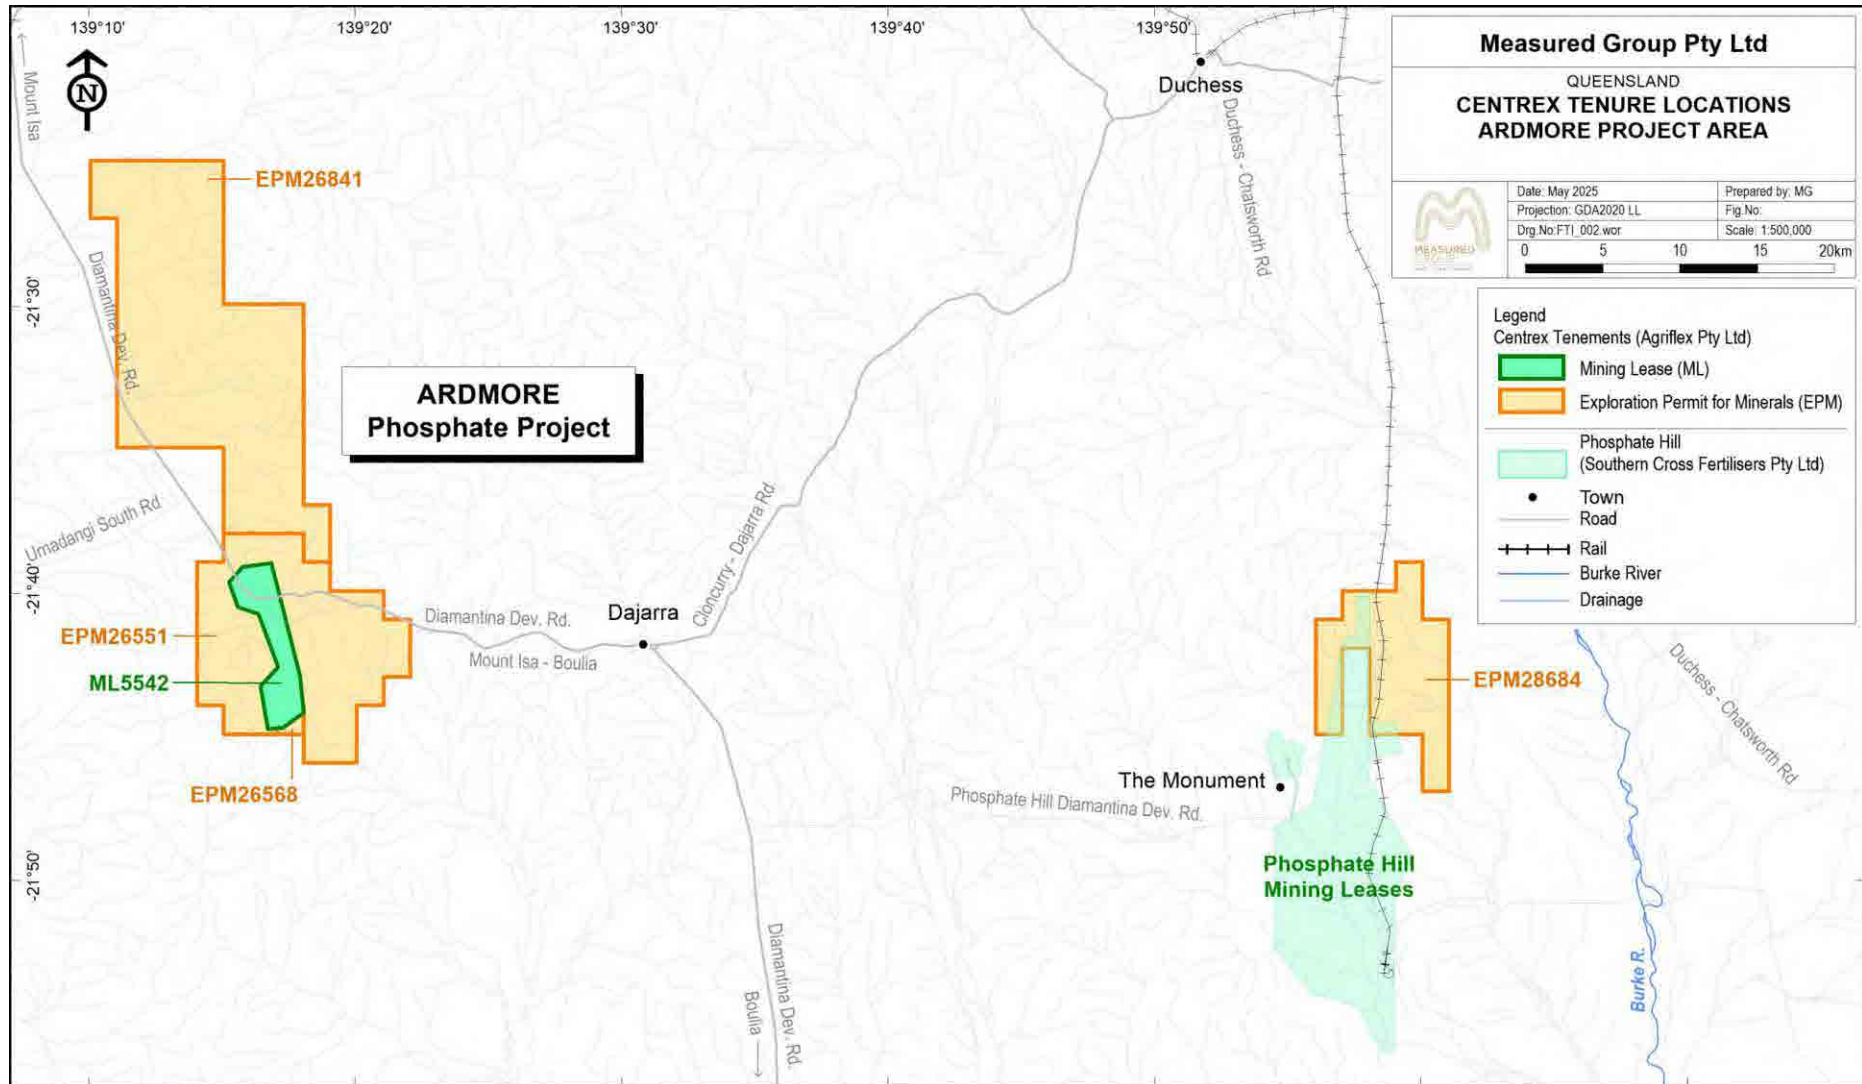 139°10'
139°20'
139°30'
139°40'
139°50'
-21°30'
-21°40'
-21°50'
N
Mount Isa
Diamantina Dev. Rd.
EPM26841
Umadangi South Rd
ARDMORE
Phosphate Project
EPM26551
ML5542
EPM26568
Diamantina Dev. Rd.
Mount Isa - Boulia
Dajarra
Cloncurry - Dajarra Rd.
Duchess
Duchess - Chatsworth Rd
Diamantina Dev. Rd.
Boulia
The Monument
Phosphate Hill Diamantina Dev. Rd.
Phosphate Hill
Mining Leases
EPM28684
Duchess - Chatsworth Rd
Burke R.
Measured Group Pty Ltd
QUEENSLAND
CENTREX TENURE LOCATIONS
ARDMORE PROJECT AREA
MEASURED
Date: May 2025
Prepared by: MG
Projection: GDA2020 LL
Fig.No:
Drg.No:FTI_002.wor
Scale: 1:500,000
0 5 10 15 20km
Legend
Centrex Tenements (Agriflex Pty Ltd)
Mining Lease (ML)
Exploration Permit for Minerals (EPM)
Phosphate Hill
(Southern Cross Fertilisers Pty Ltd)
Town
Road
Rail
Burke River
Drainage